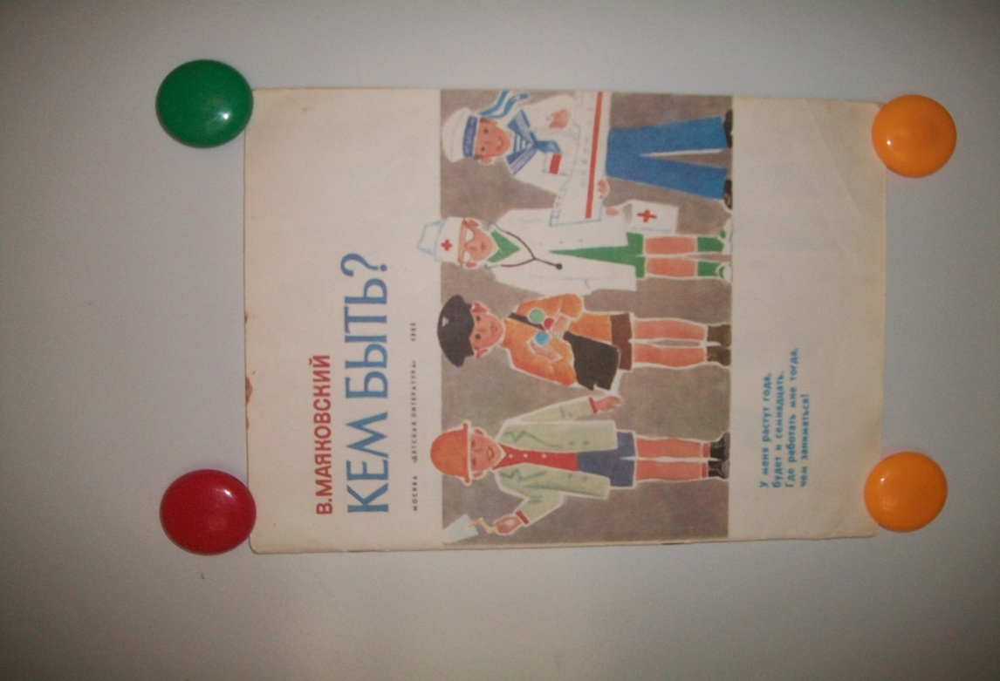 В. МАЯКОВСКИЙ
КЕМ БЫТЬ?
МОСКВА «ДЕТСКАЯ ЛИТЕРАТУРА»
У меня растут года,
будет и семнадцать.
Где работать мне тогда,
чем заниматься?